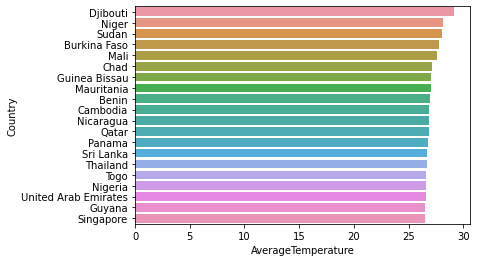 Djibouti
Niger
Sudan
Burkina Faso
Mali
Chad
Guinea Bissau
Mauritania
Benin
Cambodia
Nicaragua
Qatar
Panama
Sri Lanka
Thailand
Togo
Nigeria
United Arab Emirates
Guyana
Singapore
Country
0 5 10 15 20 25 30
AverageTemperature